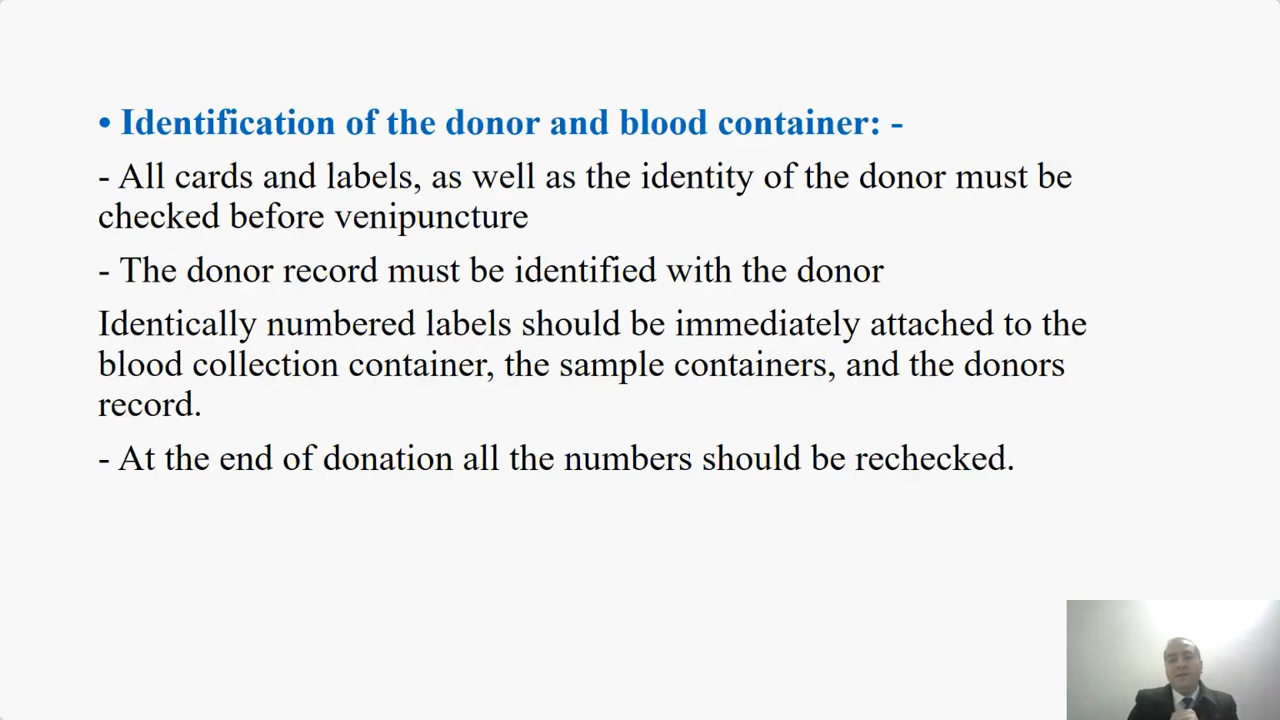 • Identification of the donor and blood container: -
- All cards and labels, as well as the identity of the donor must be
checked before venipuncture
- The donor record must be identified with the donor
Identically numbered labels should be immediately attached to the
blood collection container, the sample containers, and the donors
record.
- At the end of donation all the numbers should be rechecked.